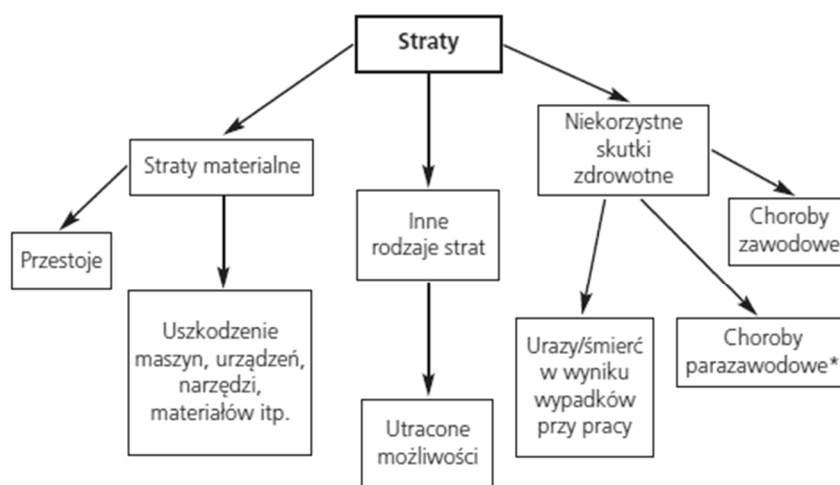 Straty
Straty materialne
Przestoje
Uszkodzenie
maszyn, urządzeń,
narzędzi,
materiałów itp.
Inne
rodzaje strat
Utracone
możliwości
Niekorzystne
skutki
zdrowotne
Urazy/śmierć
w wyniku
wypadków
przy pracy
Choroby
parazawodowe*
Choroby
zawodowe